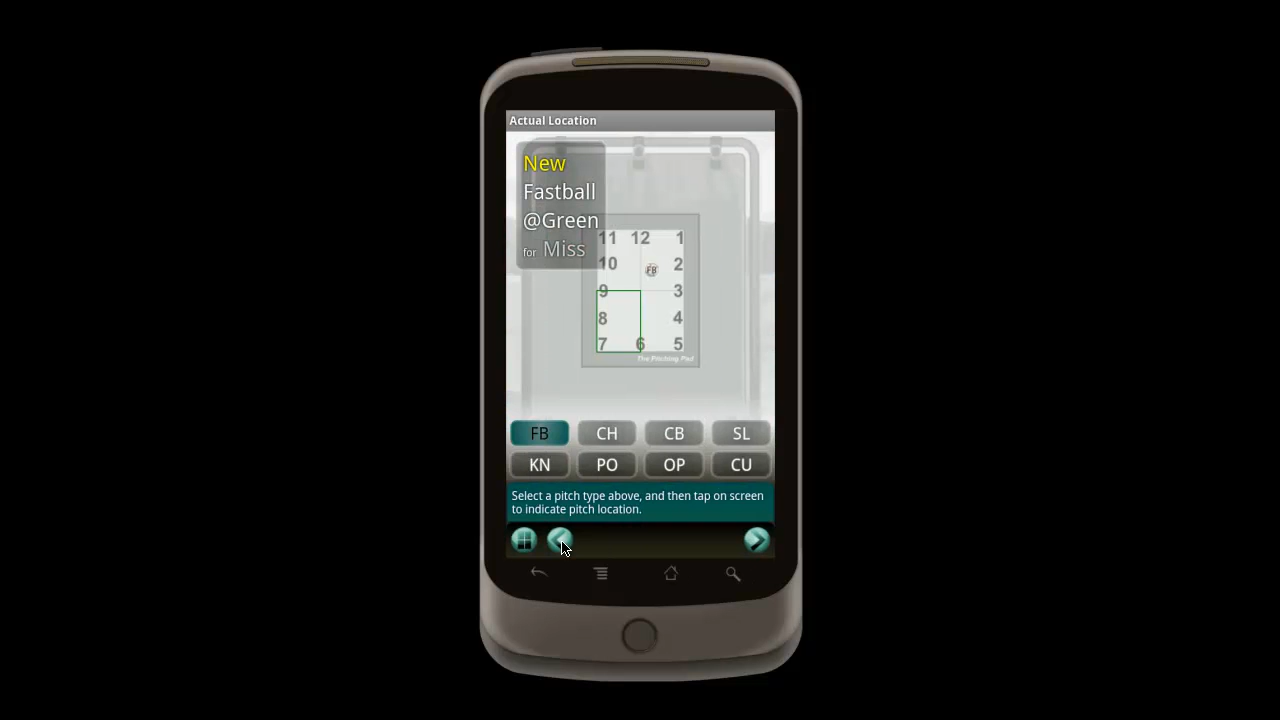 Actual Location
New
Fastball
@Green
for Miss
11 12 1
10 FB 2
9 3
8 4
7 6 5
The Pitching Pad
FB CH CB SL
KN PO OP CU
Select a pitch type above, and then tap on screen
to indicate pitch location.